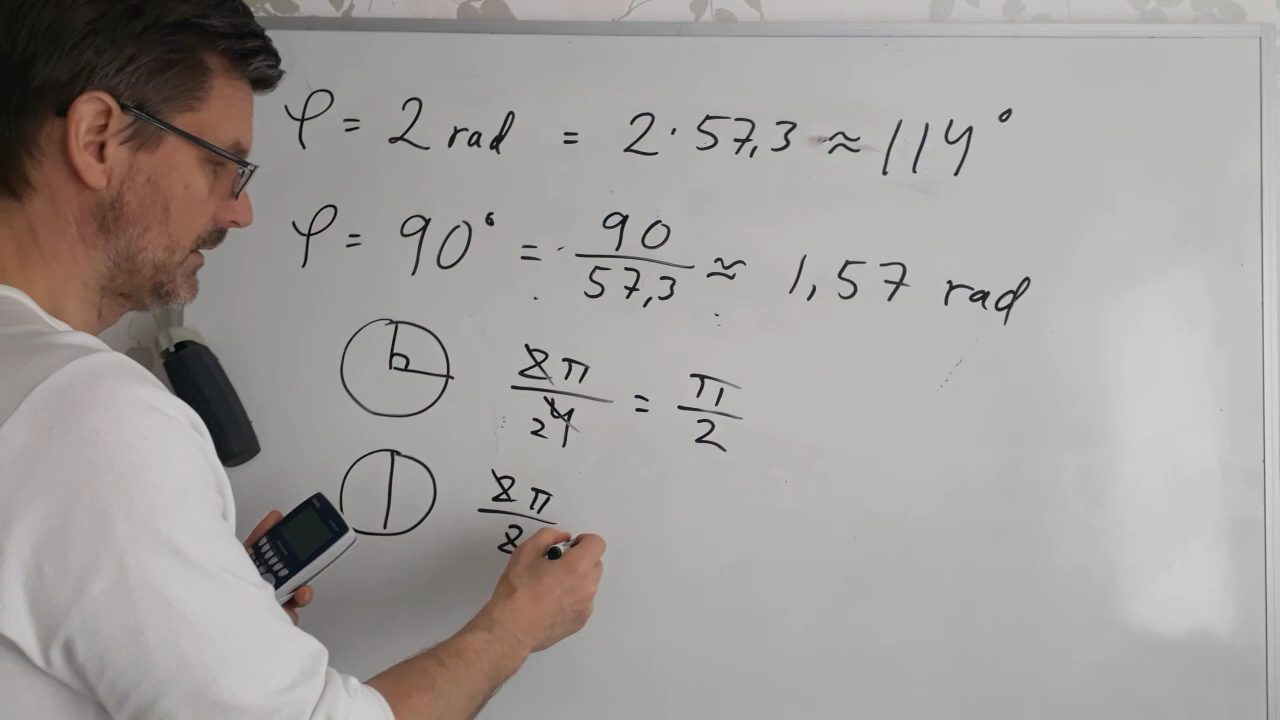 φ = 2 rad = 2·57,3 ≈ 114°
φ = 90° = 90/57,3 ≈ 1,57 rad
2π/24 = π/2
2π/2